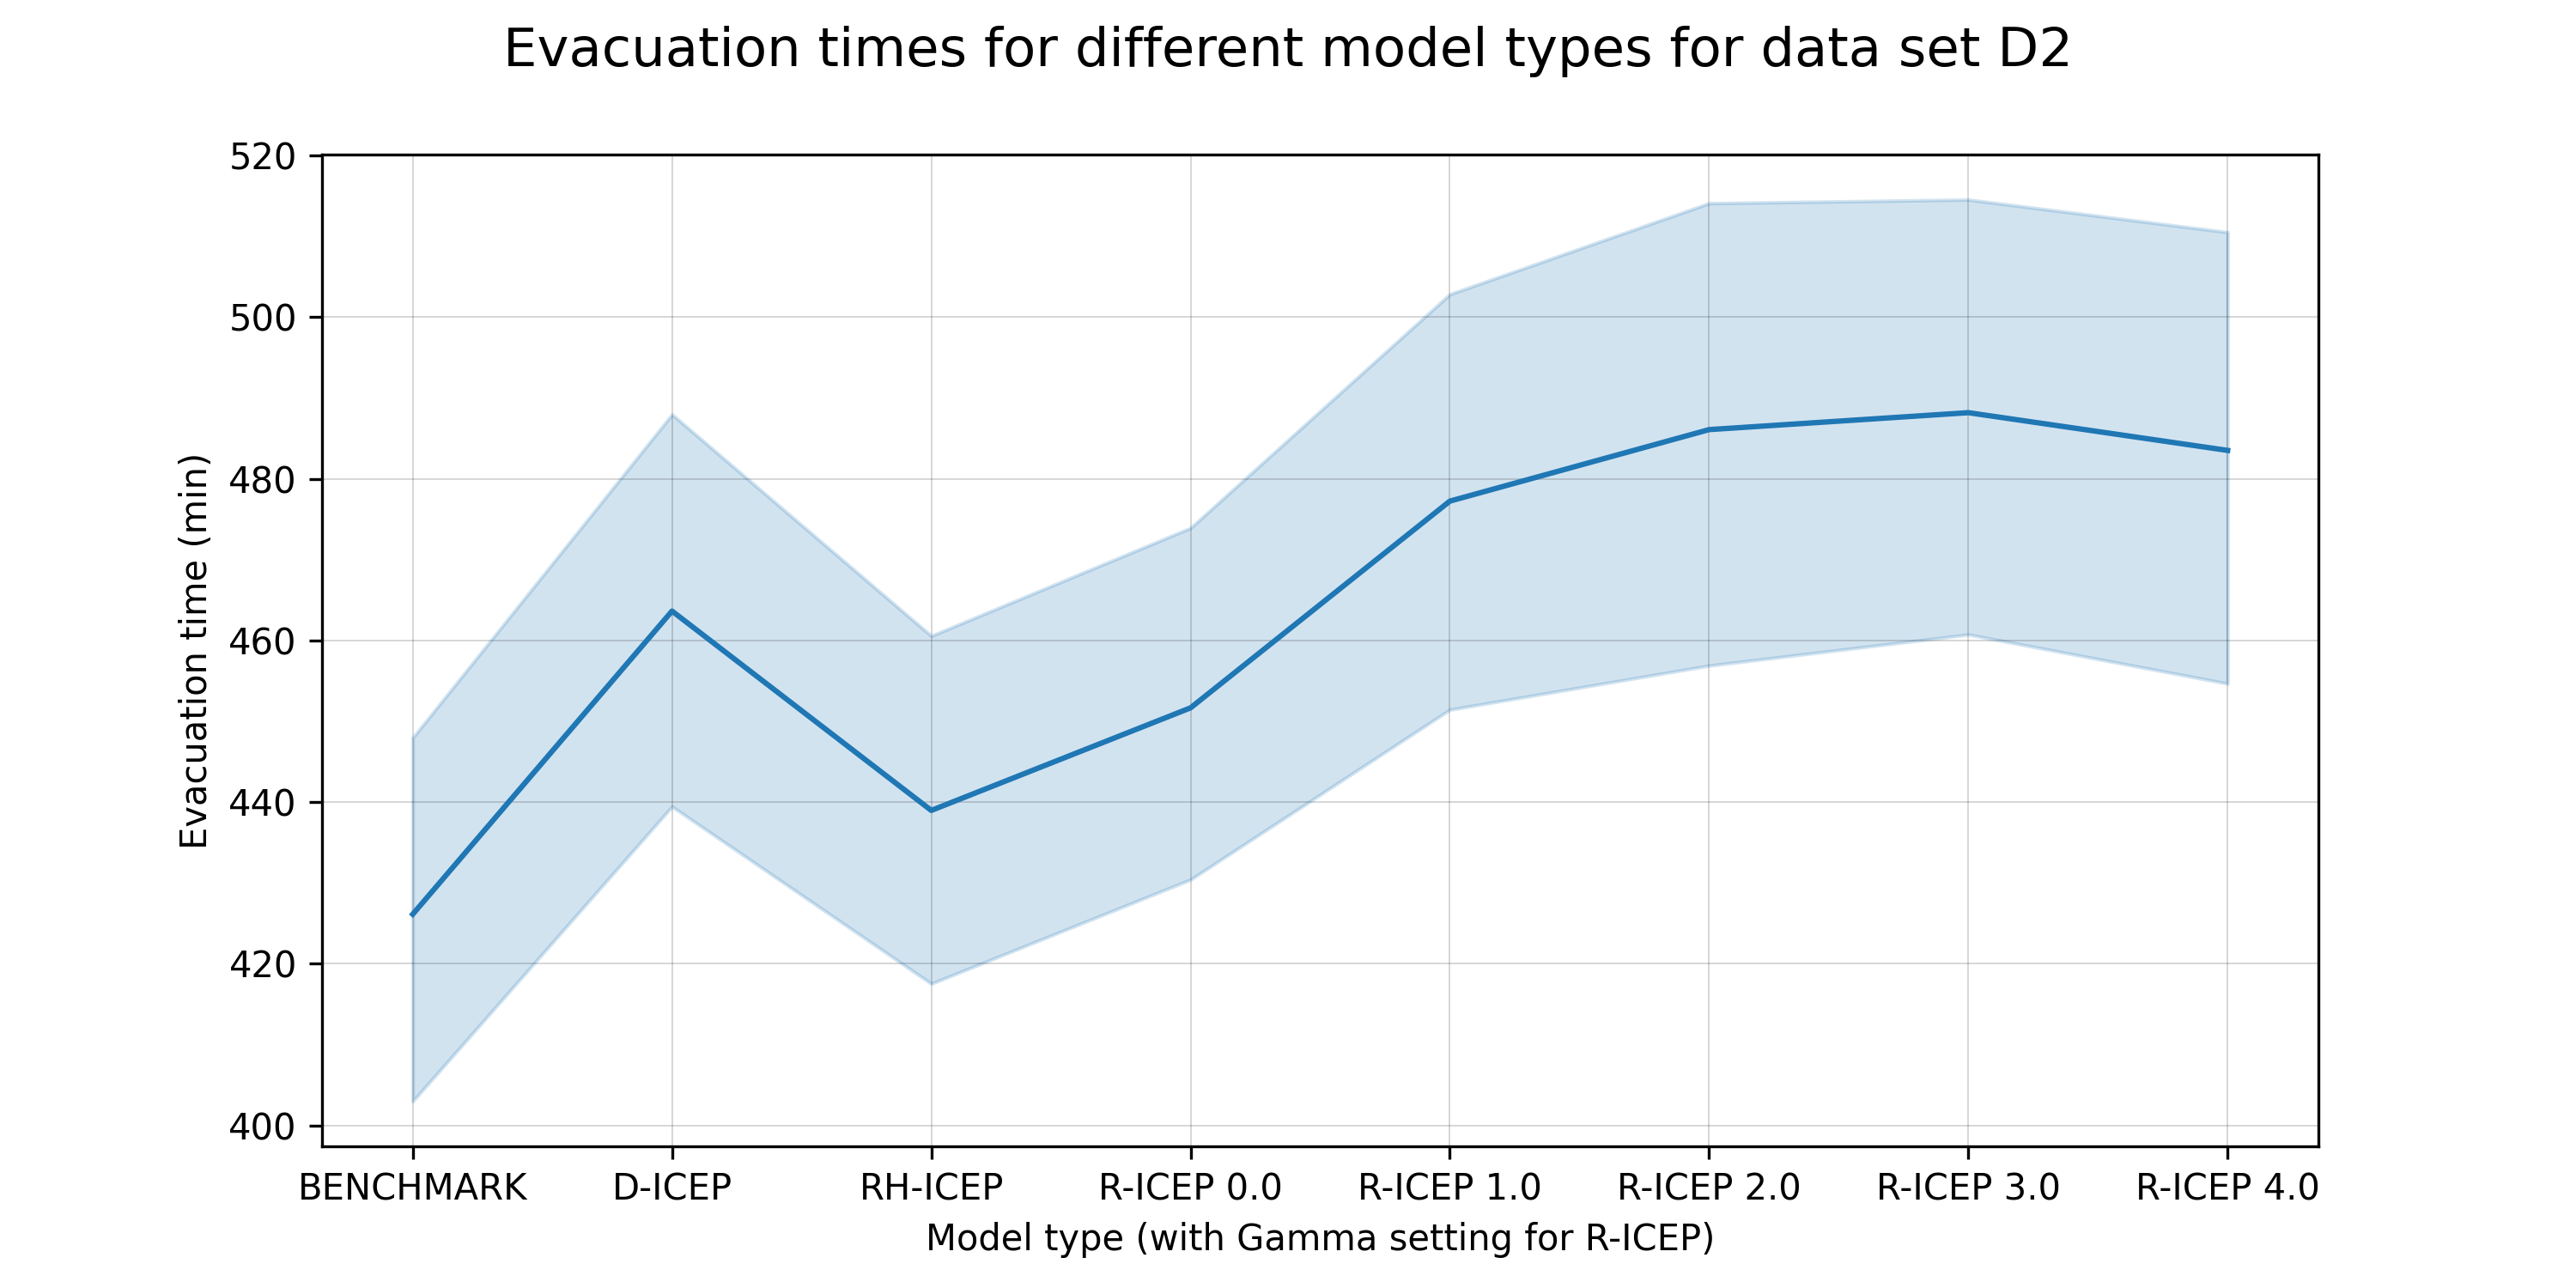 Evacuation times for different model types for data set D2
520
500
480
460
440
420
400
Evacuation time (min)
BENCHMARK D-ICEP RH-ICEP R-ICEP 0.0 R-ICEP 1.0 R-ICEP 2.0 R-ICEP 3.0 R-ICEP 4.0
Model type (with Gamma setting for R-ICEP)